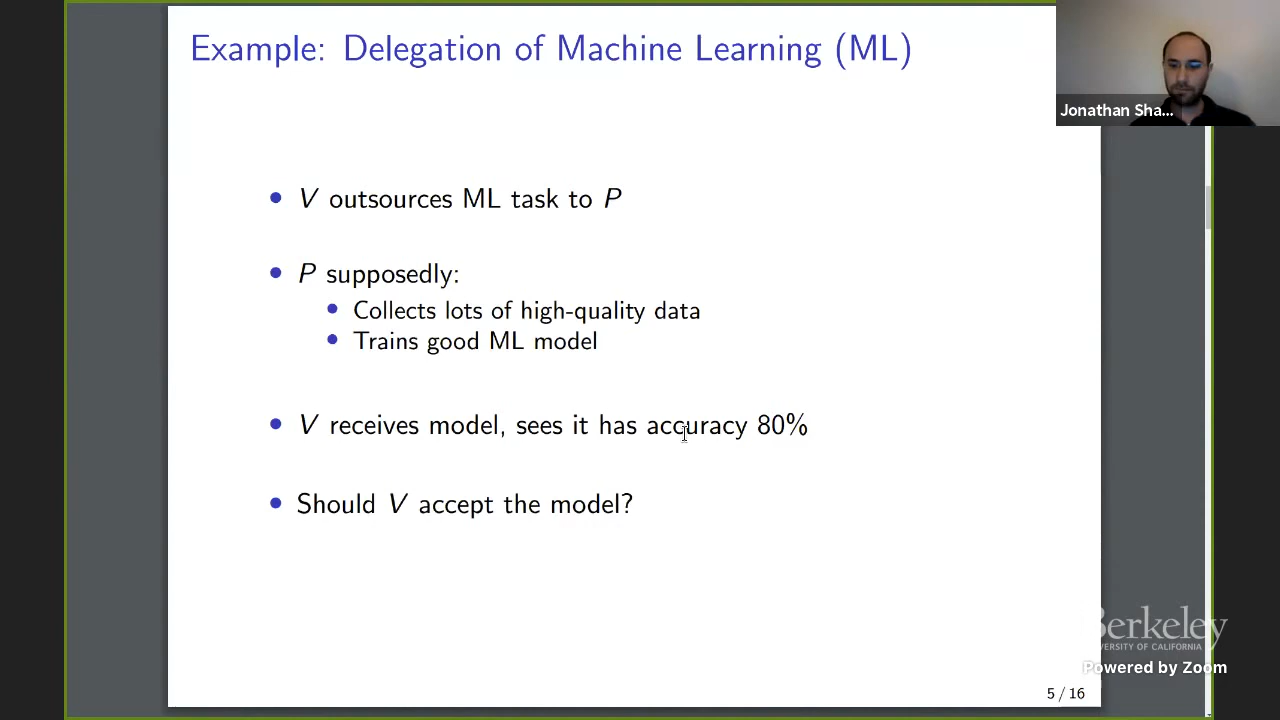 Example: Delegation of Machine Learning (ML)
Jonathan Sha...
• V outsources ML task to P
• P supposedly:
• Collects lots of high-quality data
• Trains good ML model
• V receives model, sees it has accuracy 80%
• Should V accept the model?
Berkeley
UNIVERSITY OF CALIFORNIA
Powered by Zoom
5 / 16